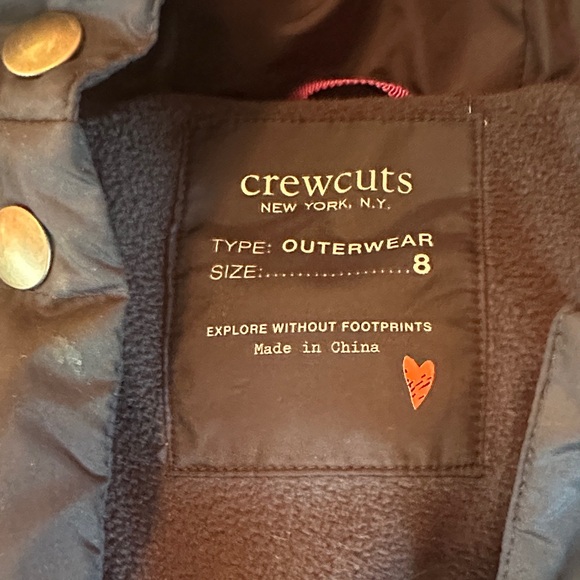 crewcuts
NEW YORK, N.Y.
TYPE: OUTERWEAR
SIZE:..................8
EXPLORE WITHOUT FOOTPRINTS
Made in China